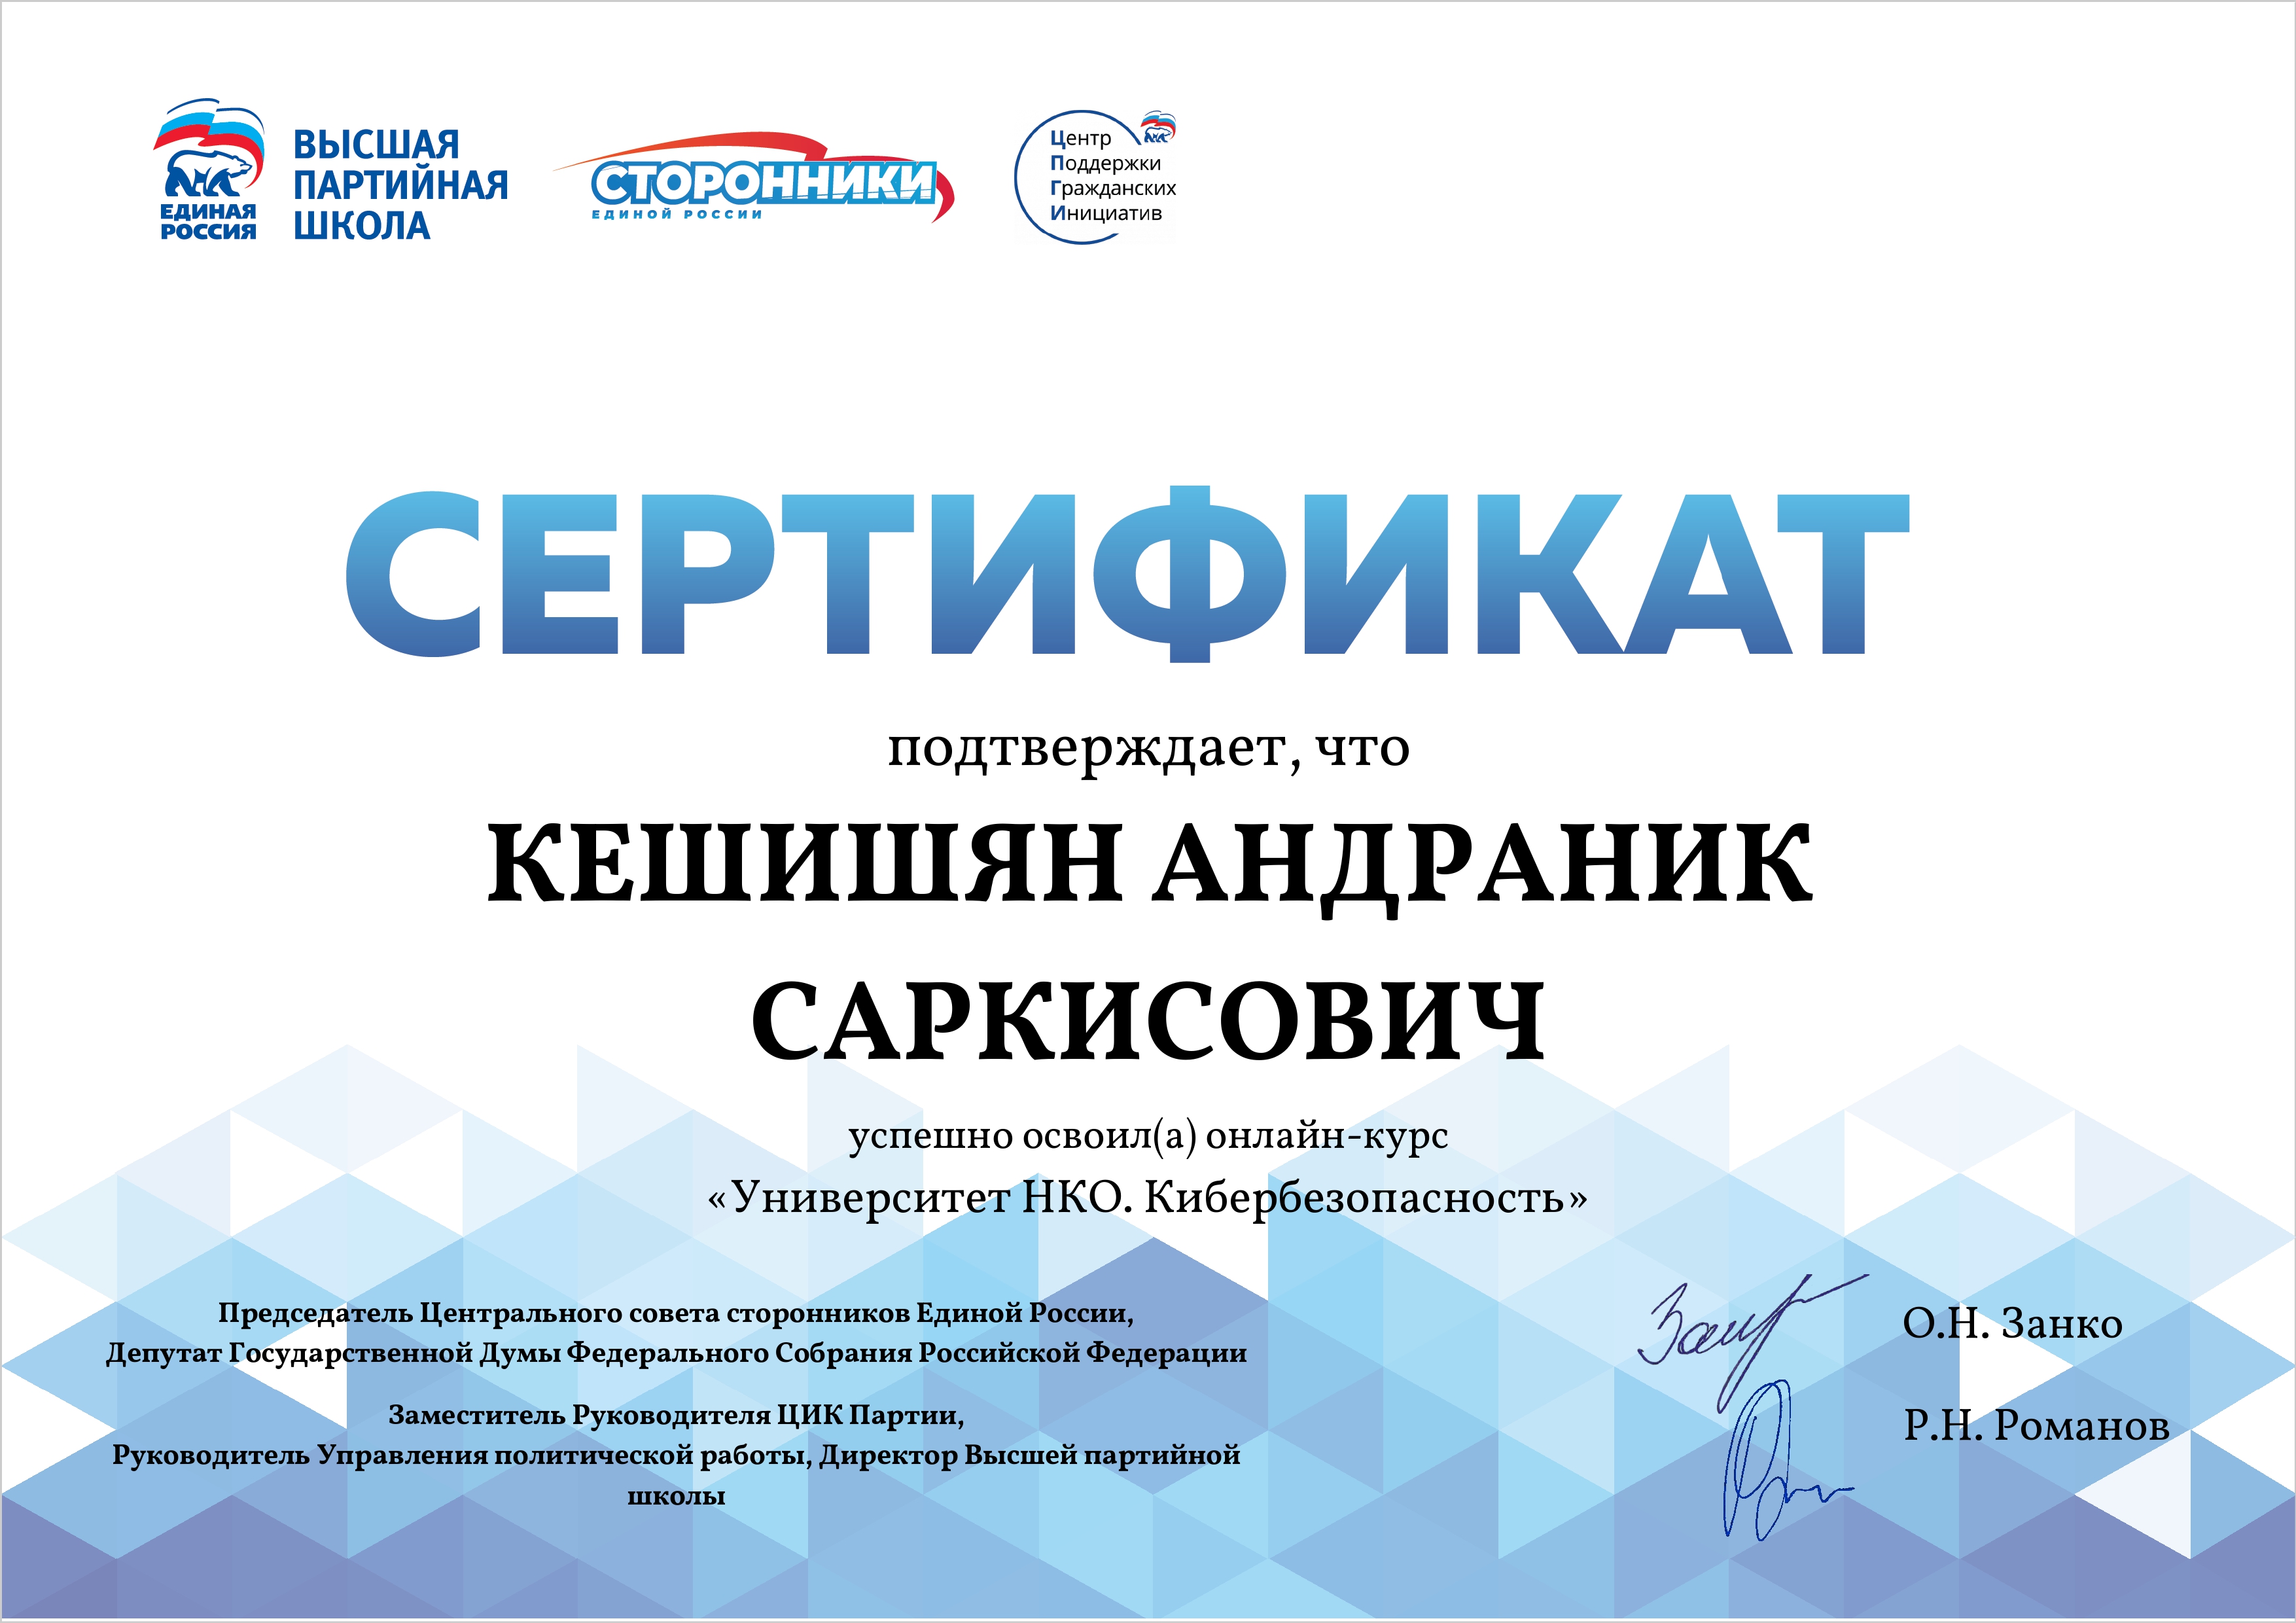 ЕДИНАЯ
РОССИЯ
ВЫСШАЯ
ПАРТИЙНАЯ
ШКОЛА
СТОРОННИКИ
ЕДИНОЙ РОССИИ
Центр
Поддержки
Гражданских
Инициатив
СЕРТИФИКАТ
подтверждает, что
КЕШИШЯН АНДРАНИК
САРКИСОВИЧ
успешно освоил(а) онлайн-курс
«Университет НКО. Кибербезопасность»
Председатель Центрального совета сторонников Единой России,
Депутат Государственной Думы Федерального Собрания Российской Федерации
О.Н. Занко
Заместитель Руководителя ЦИК Партии,
Руководитель Управления политической работы, Директор Высшей партийной
школы
Р.Н. Романов